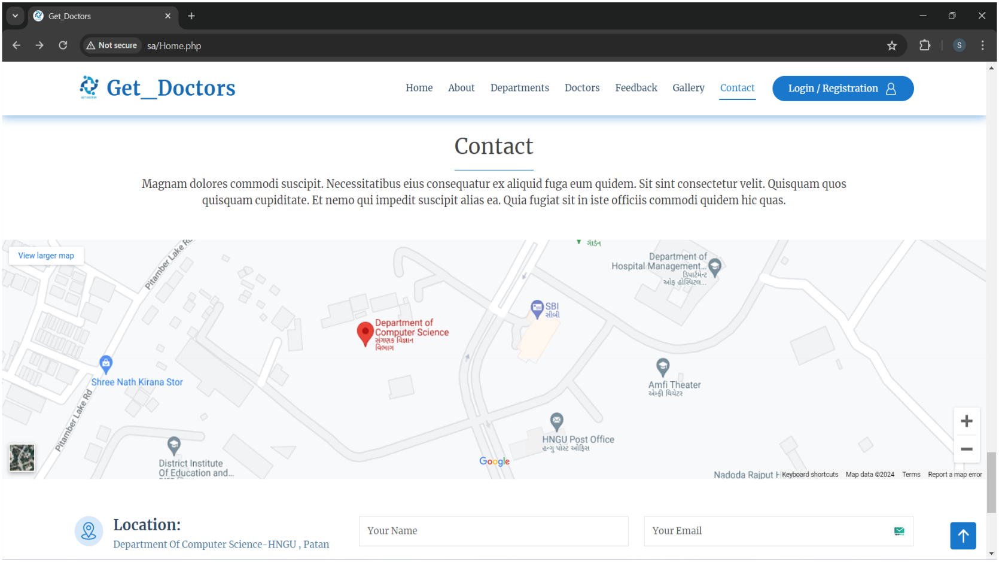 Get_Doctors
Not secure
sa/Home.php
S
GET DOCTOR
Get_Doctors
Home
About
Departments
Doctors
Feedback
Gallery
Contact
Login / Registration
Contact
Magnam dolores commodi suscipit. Necessitatibus eius consequatur ex aliquid fuga eum quidem. Sit sint consectetur velit. Quisquam quos
quisquam cupiditate. Et nemo qui impedit suscipit alias ea. Quia fugiat sit in iste officiis commodi quidem hic quas.
View larger map
Pitamber Lake Rd
ગાર્ડન
Department of
Hospital Management...
ડિપાર્ટમેન્ટ
ઓફ હોસ્પિટલ...
SBI
સીબી
Department of
Computer Science
સંગણક વિજ્ઞાન
વિભાગ
Shree Nath Kirana Stor
Amfi Theater
એમ્ફી થિયેટર
Pitamber Lake Rd
HNGU Post Office
હન્ગુ પોસ્ટ ઓફિસ
District Institute
Of Education and...
Google
Nadoda Rajput H
Keyboard shortcuts
Map data ©2024
Terms
Report a map error
Location:
Department Of Computer Science-HNGU , Patan
Your Name
Your Email